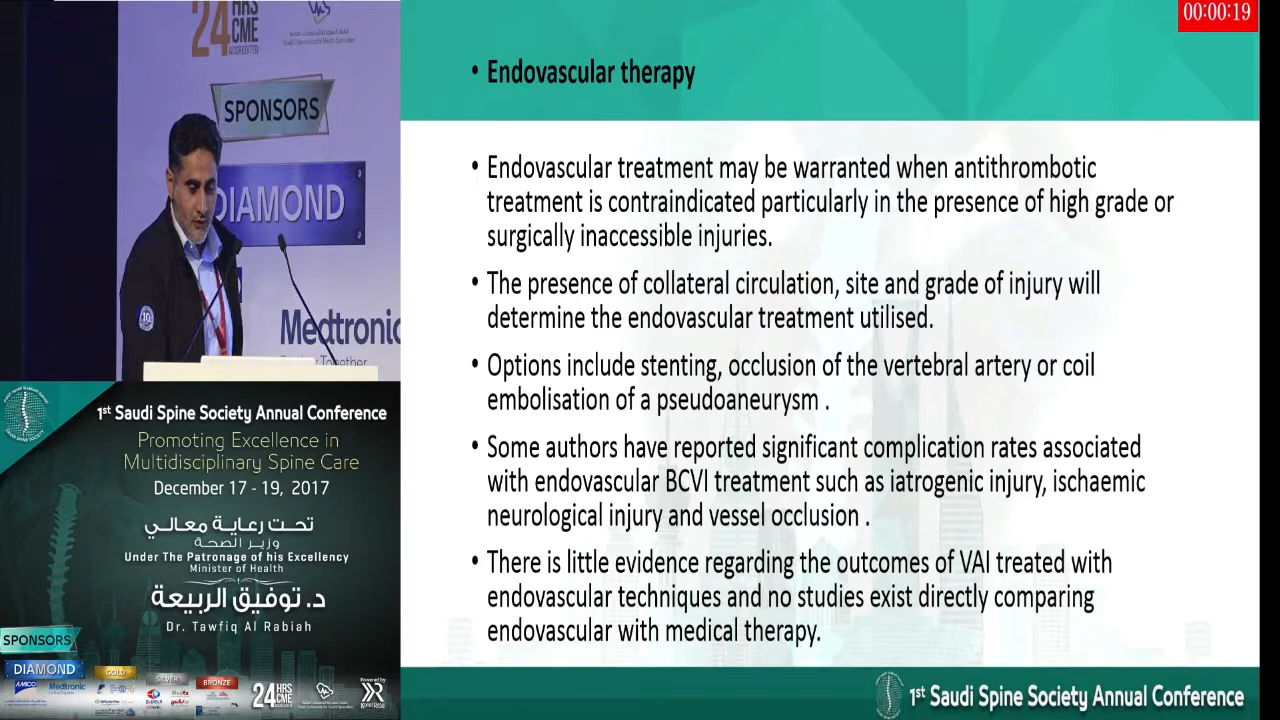 24 HRS
CME
ACCREDITED
SPONSORS
DIAMOND
Medtronic
Together
00:00:19
• Endovascular therapy
• Endovascular treatment may be warranted when antithrombotic
treatment is contraindicated particularly in the presence of high grade or
surgically inaccessible injuries.
• The presence of collateral circulation, site and grade of injury will
determine the endovascular treatment utilised.
• Options include stenting, occlusion of the vertebral artery or coil
embolisation of a pseudoaneurysm .
• Some authors have reported significant complication rates associated
with endovascular BCVI treatment such as iatrogenic injury, ischaemic
neurological injury and vessel occlusion .
• There is little evidence regarding the outcomes of VAI treated with
endovascular techniques and no studies exist directly comparing
endovascular with medical therapy.
1st Saudi Spine Society Annual Conference
1st Saudi Spine Society Annual Conference
Promoting Excellence in
Multidisciplinary Spine Care
December 17 - 19, 2017
تحت رعاية معالي
وزير الصحة
Under The Patronage of his Excellency
Minister of Health
د. توفيق الربيعة
Dr. Tawfiq Al Rabiah
SPONSORS
DIAMOND
GOLD
SILVER
BRONZE
Medtronic
24 HRS
CME
ACCREDITED
Powered by